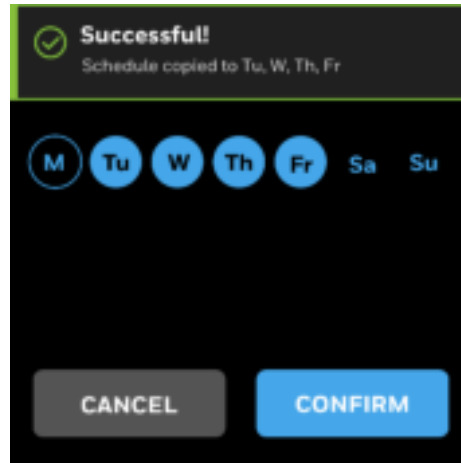 Successful!
Schedule copied to Tu, W, Th, Fr
M Tu W Th Fr Sa Su
CANCEL CONFIRM